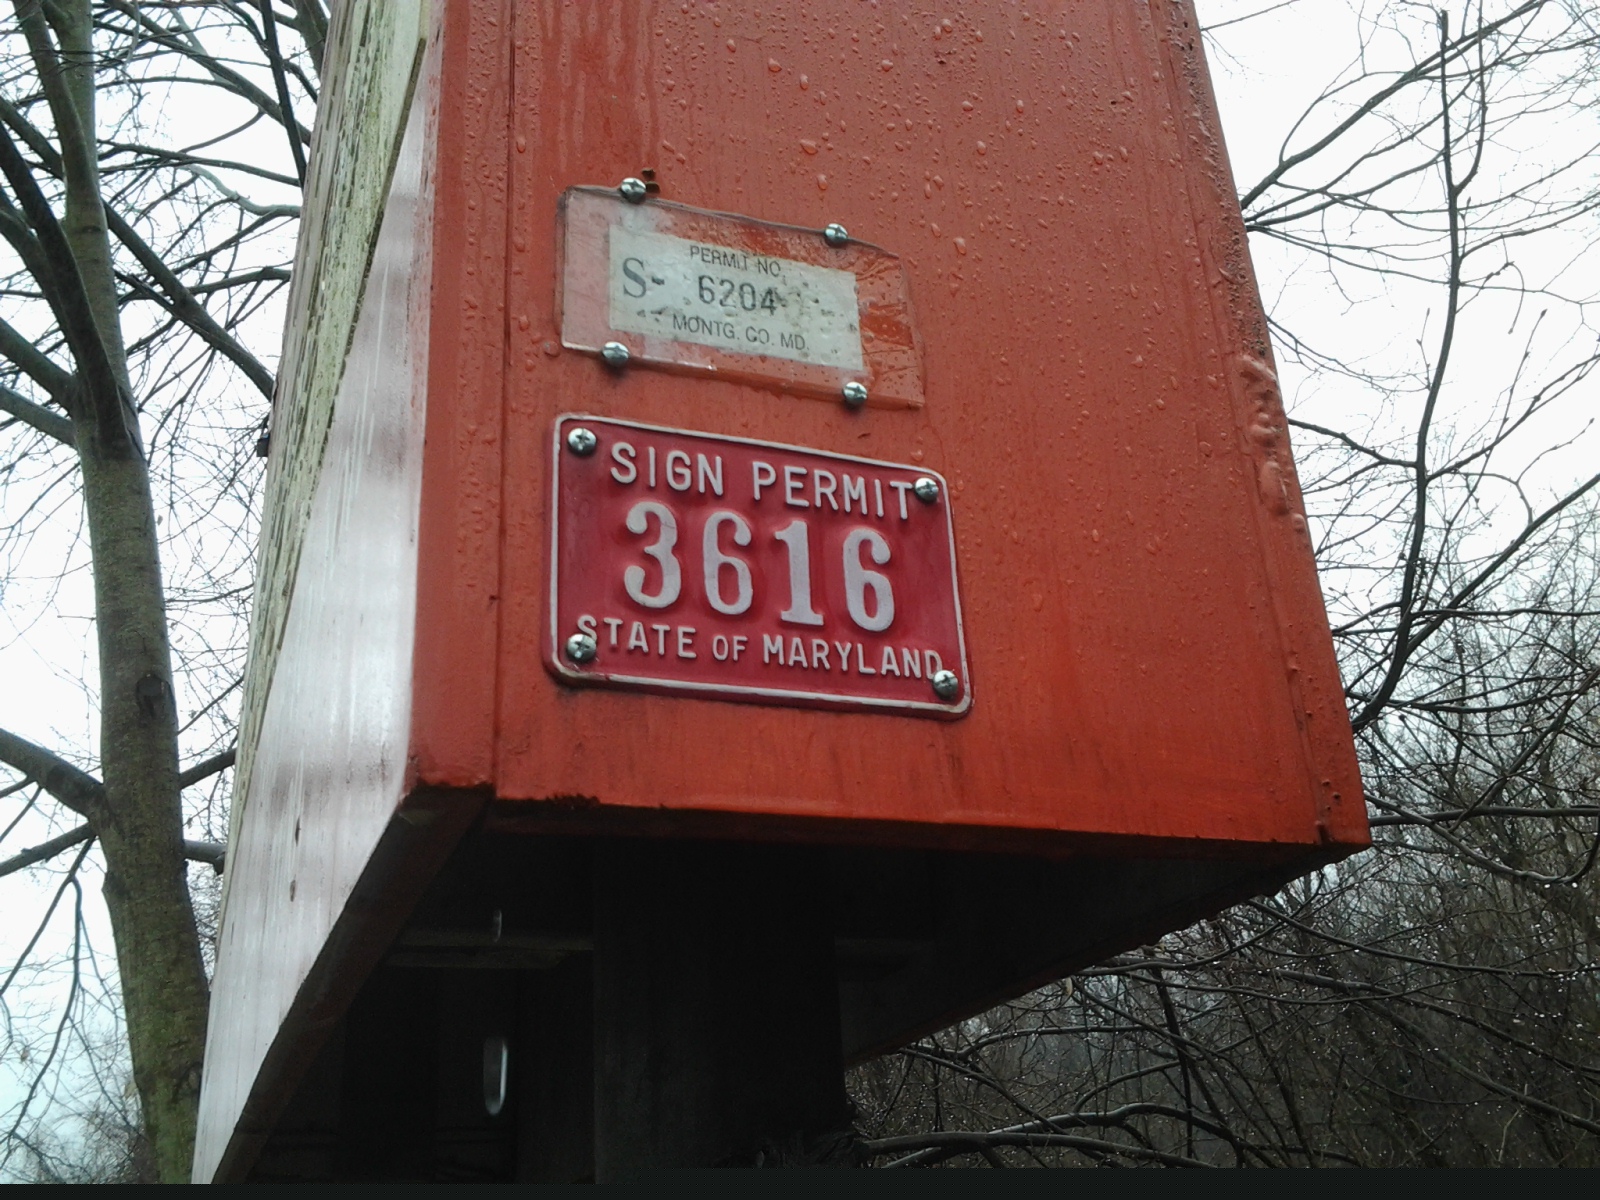 PERMIT NO.
S- 6204
MONTG. CO. MD.
SIGN PERMIT
3616
STATE OF MARYLAND